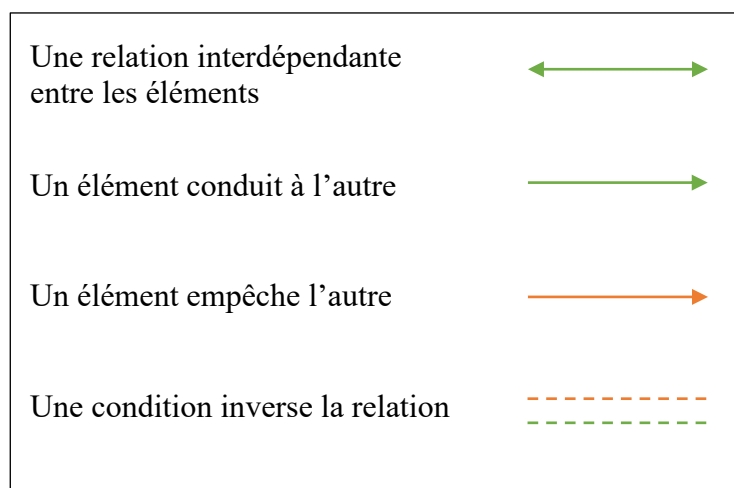 Une relation interdépendante
entre les éléments
Un élément conduit à l’autre
Un élément empêche l’autre
Une condition inverse la relation